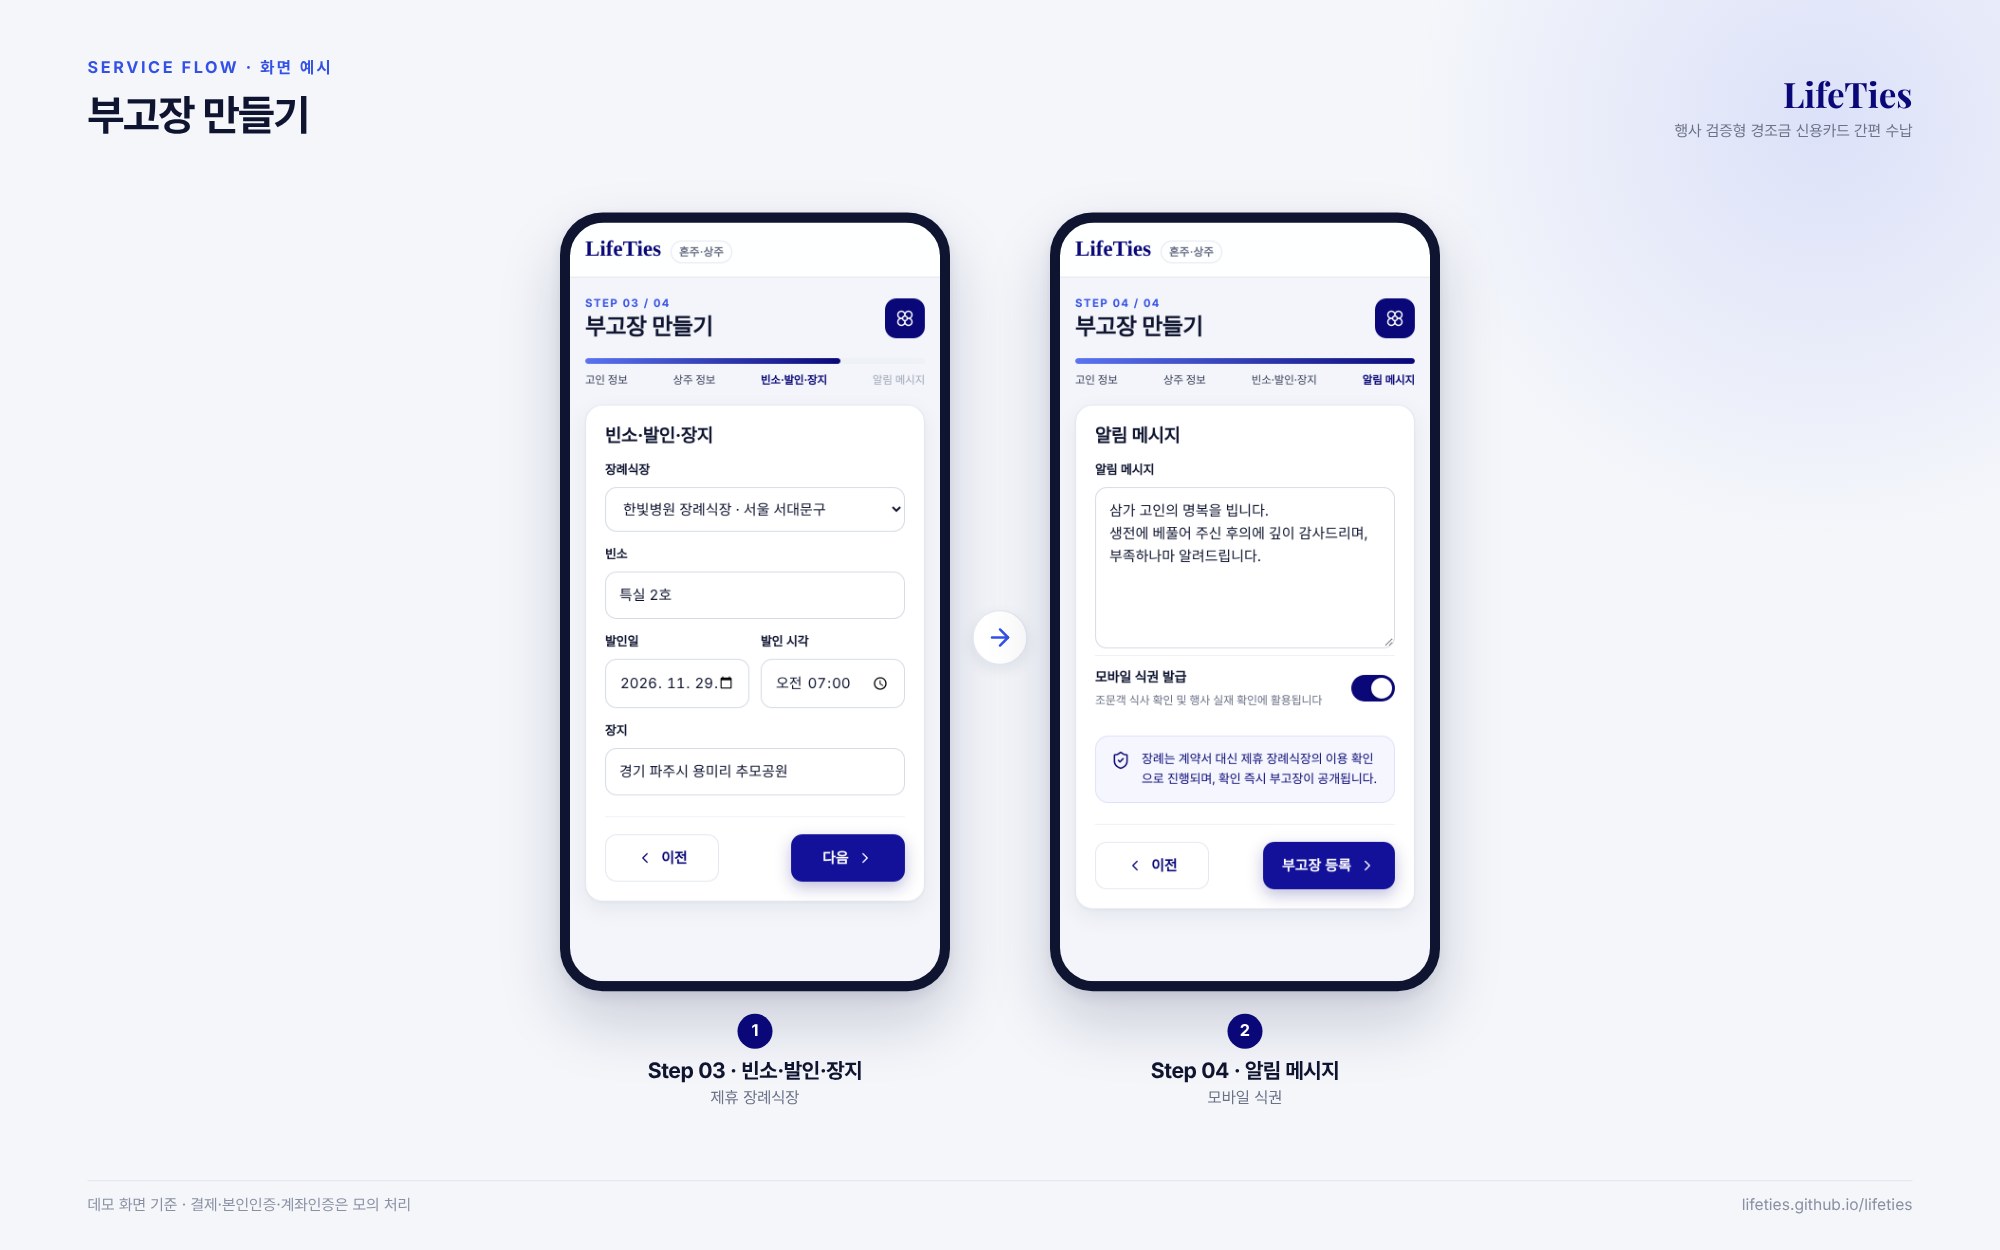 SERVICE FLOW · 화면 예시
부고장 만들기
LifeTies
행사 검증형 경조금 신용카드 간편 수납
LifeTies 혼주·상주
STEP 03 / 04
부고장 만들기
고인 정보 상주 정보 빈소·발인·장지 알림 메시지
빈소·발인·장지
장례식장
한빛병원 장례식장 · 서울 서대문구
빈소
특실 2호
발인일 발인 시각
2026. 11. 29. 오전 07:00
장지
경기 파주시 용미리 추모공원
이전 다음
1
Step 03 · 빈소·발인·장지
제휴 장례식장
LifeTies 혼주·상주
STEP 04 / 04
부고장 만들기
고인 정보 상주 정보 빈소·발인·장지 알림 메시지
알림 메시지
알림 메시지
삼가 고인의 명복을 빕니다.
생전에 베풀어 주신 후의에 깊이 감사드리며,
부족하나마 알려드립니다.
모바일 식권 발급
조문객 식사 확인 및 행사 실재 확인에 활용됩니다
장례는 계약서 대신 제휴 장례식장의 이용 확인
으로 진행되며, 확인 즉시 부고장이 공개됩니다.
이전 부고장 등록
2
Step 04 · 알림 메시지
모바일 식권
데모 화면 기준 · 결제·본인인증·계좌인증은 모의 처리
lifeties.github.io/lifeties